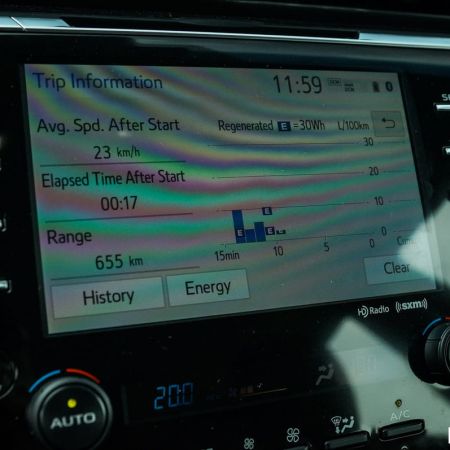 Trip Information 11:59
Avg. Spd. After Start
23 km/h
Regenerated E =30Wh L/100km
30
Elapsed Time After Start
20
00:17
10
E
Range
E E E
0 0
15min 10 5
655 km
Clear
History Energy
HD Radio ((SXM))
20.0
AUTO
A/C